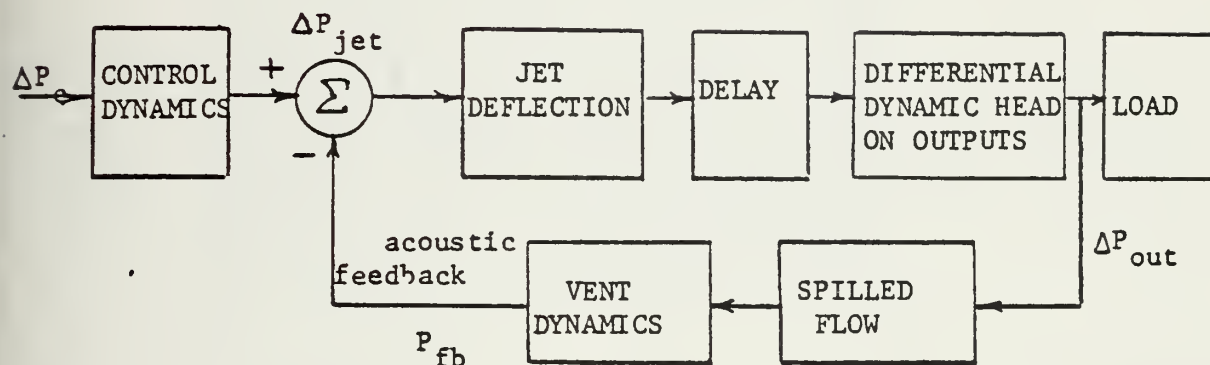 ΔP
CONTROL
DYNAMICS
+
ΔP jet
Σ
−
JET
DEFLECTION
DELAY
DIFFERENTIAL
DYNAMIC HEAD
ON OUTPUTS
LOAD
ΔP out
SPILLED
FLOW
VENT
DYNAMICS
acoustic
feedback
P fb